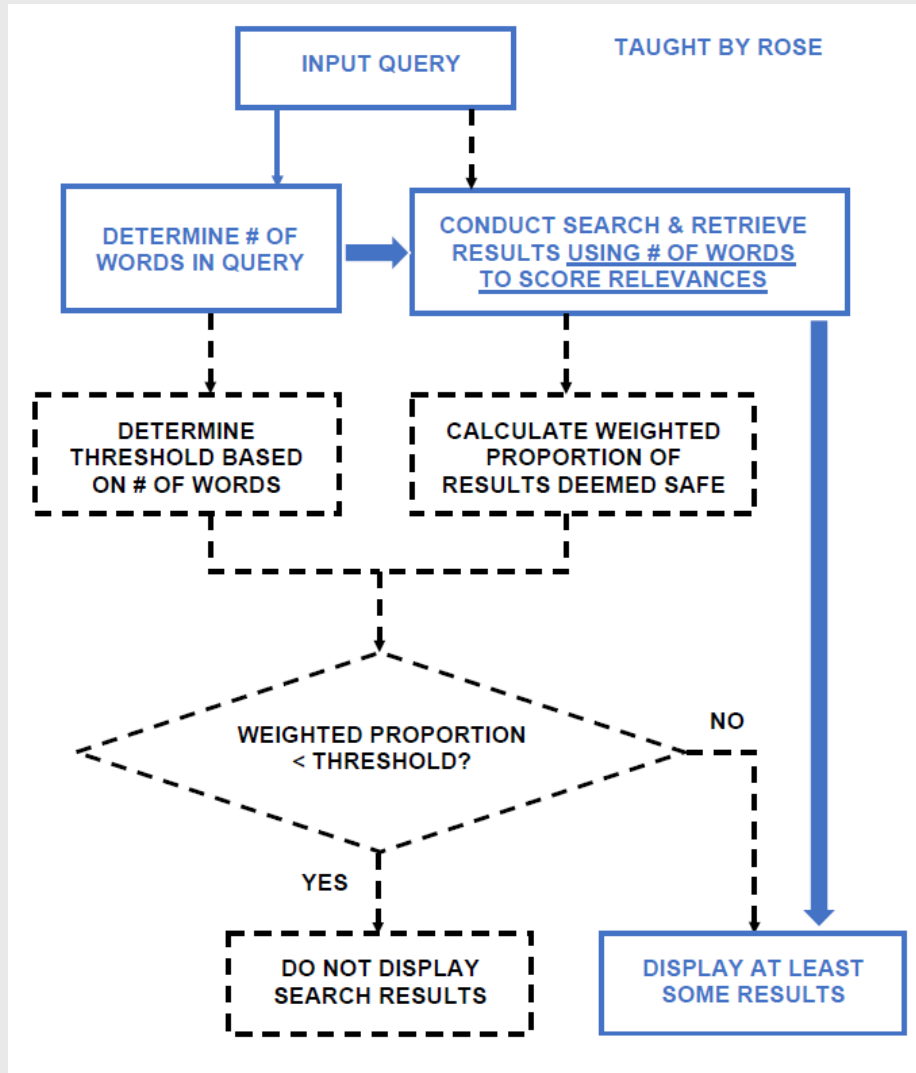 TAUGHT BY ROSE
INPUT QUERY
DETERMINE # OF
WORDS IN QUERY
CONDUCT SEARCH & RETRIEVE
RESULTS USING # OF WORDS
TO SCORE RELEVANCES
DETERMINE
THRESHOLD BASED
ON # OF WORDS
CALCULATE WEIGHTED
PROPORTION OF
RESULTS DEEMED SAFE
WEIGHTED PROPORTION
< THRESHOLD?
NO
YES
DO NOT DISPLAY
SEARCH RESULTS
DISPLAY AT LEAST
SOME RESULTS